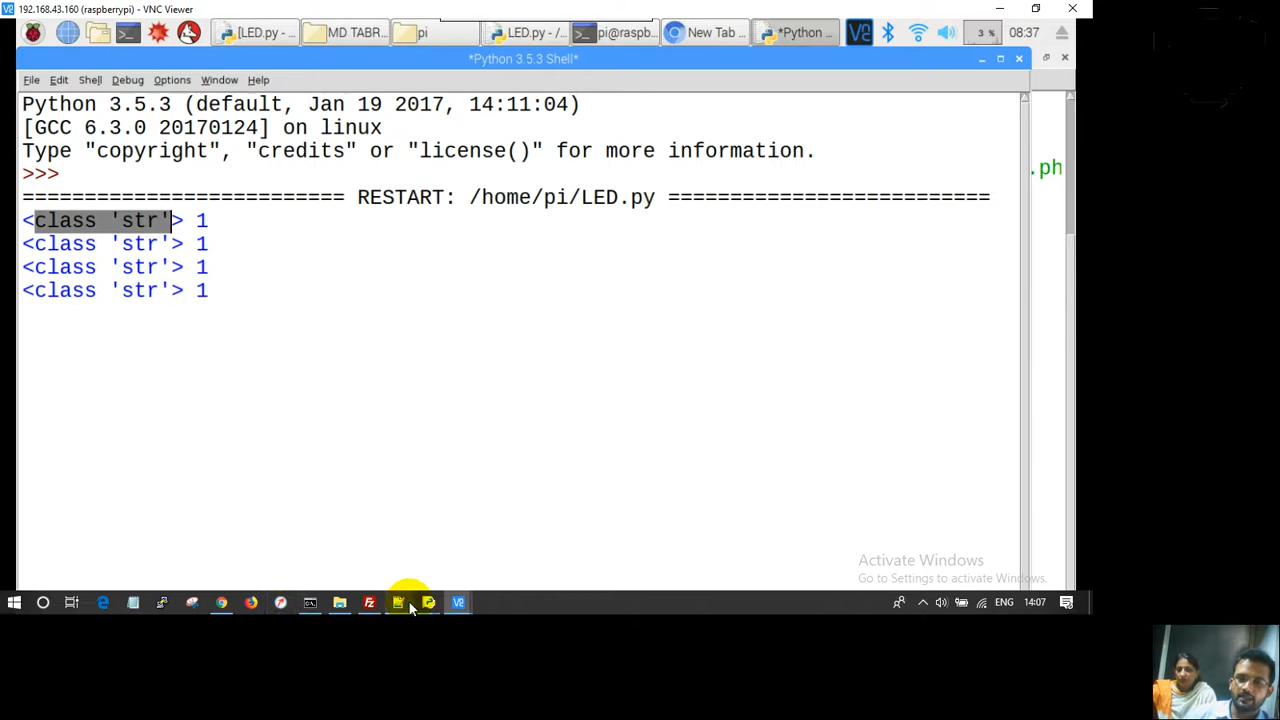 192.168.43.160 (raspberrypi) - VNC Viewer
[LED.py - ...
MD TABR...
pi
LED.py - /...
pi@raspb...
New Tab ...
*Python ...
3 %
08:37
*Python 3.5.3 Shell*
File Edit Shell Debug Options Window Help
Python 3.5.3 (default, Jan 19 2017, 14:11:04)
[GCC 6.3.0 20170124] on linux
Type "copyright", "credits" or "license()" for more information.
>>>
.ph
========================== RESTART: /home/pi/LED.py ==========================
<class 'str'> 1
<class 'str'> 1
<class 'str'> 1
<class 'str'> 1
Activate Windows
Go to Settings to activate Windows.
ENG
14:07